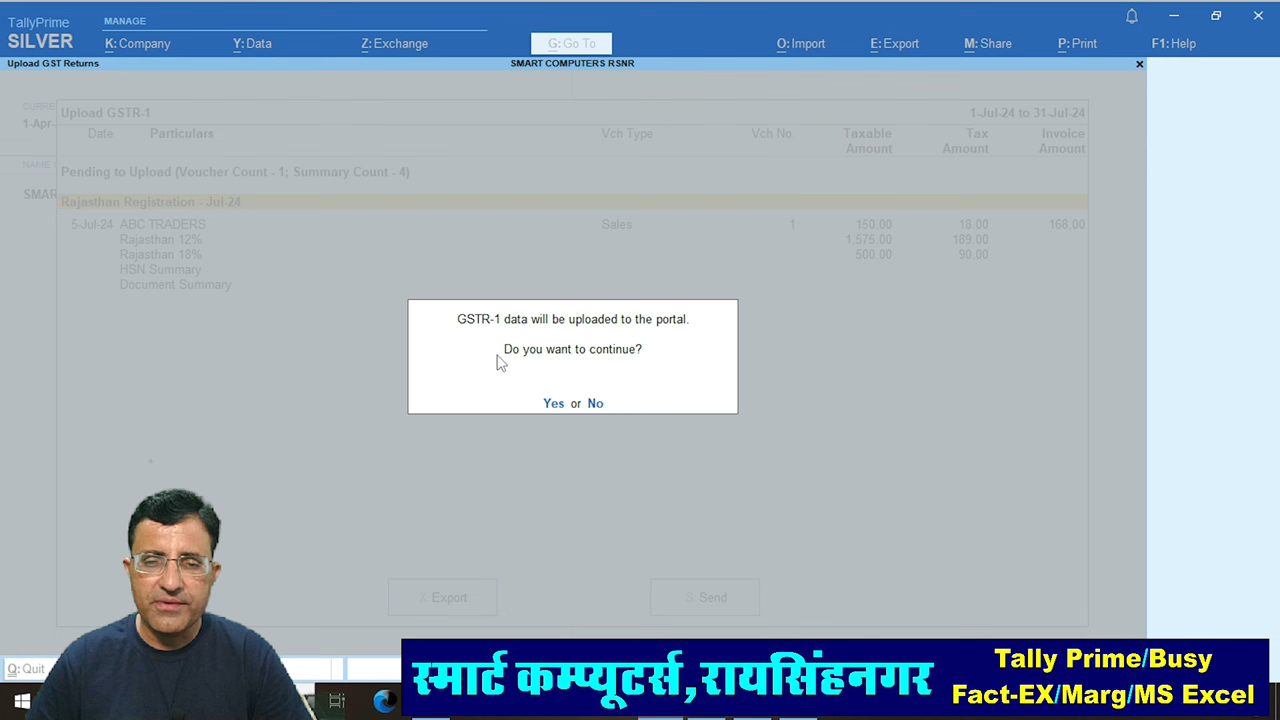 TallyPrime
SILVER
MANAGE
K: Company
Y: Data
Z: Exchange
G: Go To
O: Import
E: Export
M: Share
P: Print
F1: Help
Upload GST Returns
SMART COMPUTERS RSNR
CURRE
1-Apr-
NAME
SMAR
Upload GSTR-1
1-Jul-24 to 31-Jul-24
Date Particulars Vch Type Vch No. Taxable Tax Invoice
Amount Amount Amount
Pending to Upload (Voucher Count - 1; Summary Count - 4)
Rajasthan Registration - Jul-24
5-Jul-24 ABC TRADERS Sales 1 150.00 18.00 168.00
Rajasthan 12% 1,575.00 189.00
Rajasthan 18% 500.00 90.00
HSN Summary
Document Summary
GSTR-1 data will be uploaded to the portal.
Do you want to continue?
Yes or No
X: Export
S: Send
Q: Quit
स्मार्ट कम्प्यूटर्स,रायसिंहनगर
Tally Prime/Busy
Fact-EX/Marg/MS Excel